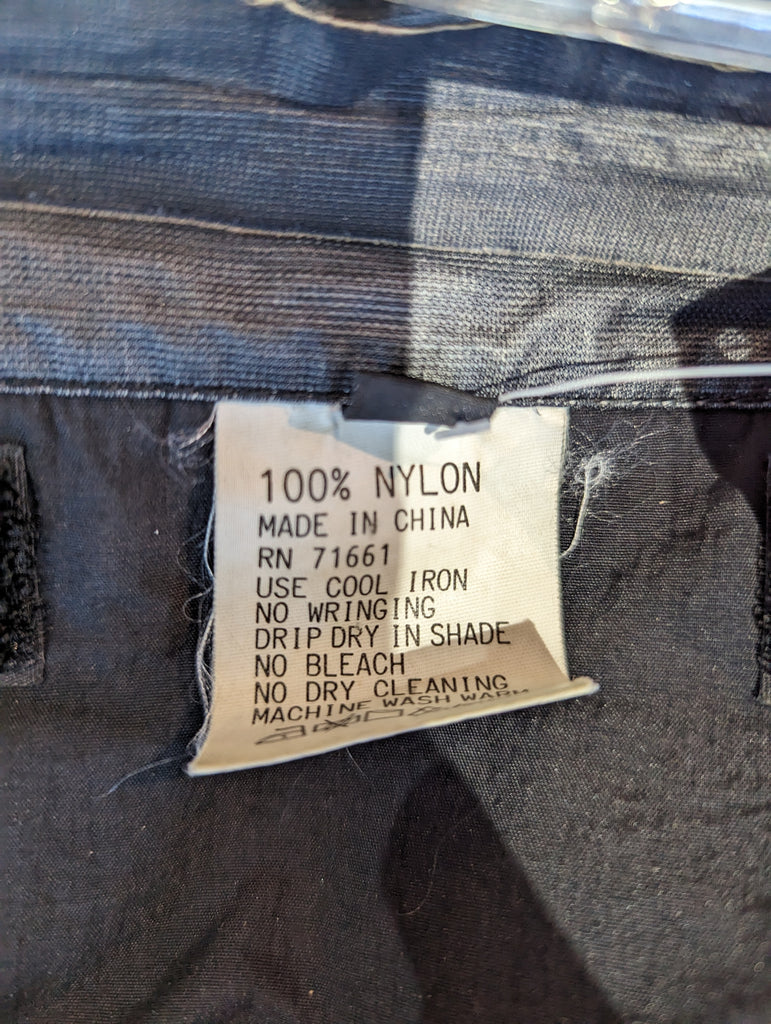 100% NYLON
MADE IN CHINA
RN 71661
USE COOL IRON
NO WRINGING
DRIP DRY IN SHADE
NO BLEACH
NO DRY CLEANING
MACHINE WASH WARM